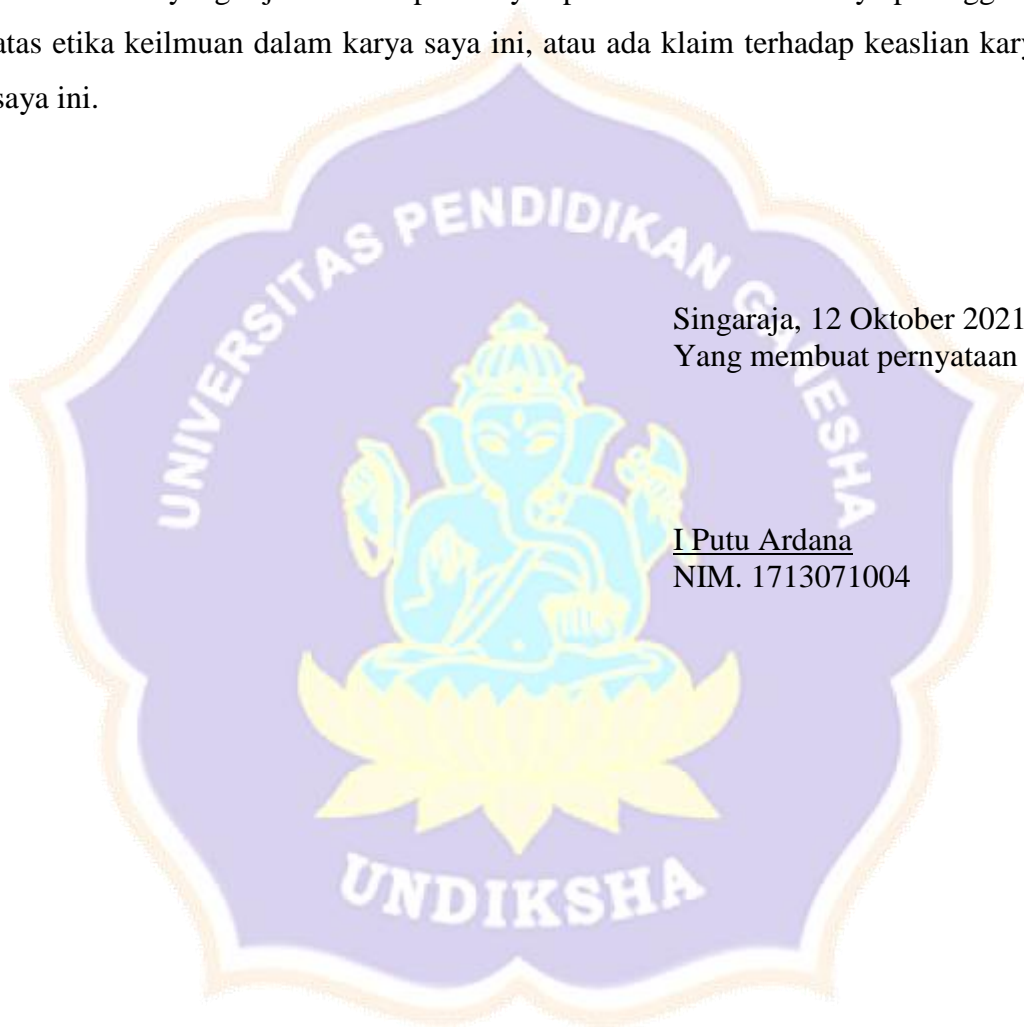 atas etika keilmuan dalam karya saya ini, atau ada klaim terhadap keaslian
saya ini.
UNIVERSITAS PENDIDIKAN GANESHA
Singaraja, 12 Oktober 2021
Yang membuat pernyataan
I Putu Ardana
NIM. 1713071004
UNDIKSHA